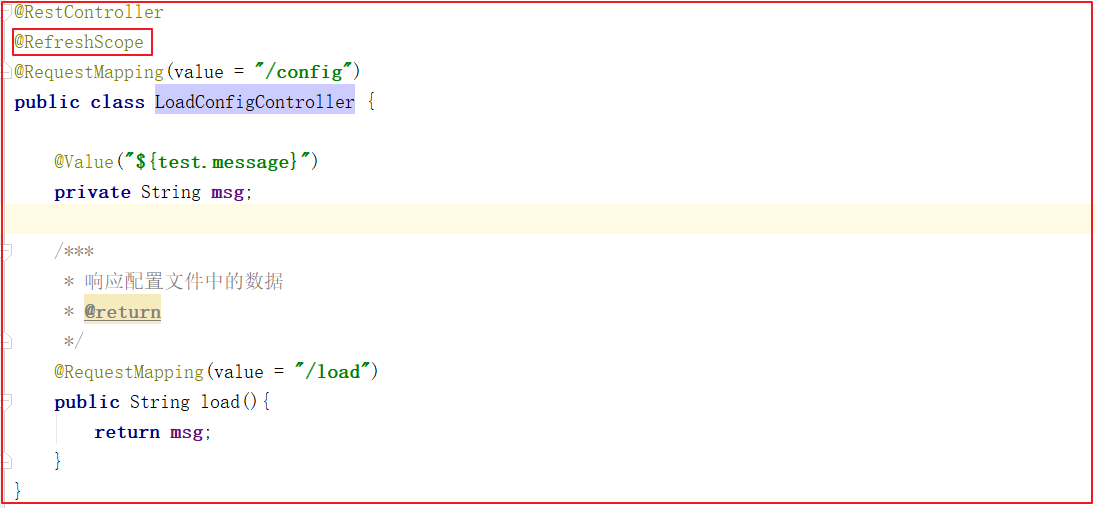 @RestController
@RefreshScope
@RequestMapping(value = "/config")
public class LoadConfigController {
@Value("${test.message}")
private String msg;
/***
* 响应配置文件中的数据
* @return
*/
@RequestMapping(value = "/load")
public String load(){
return msg;
}
}